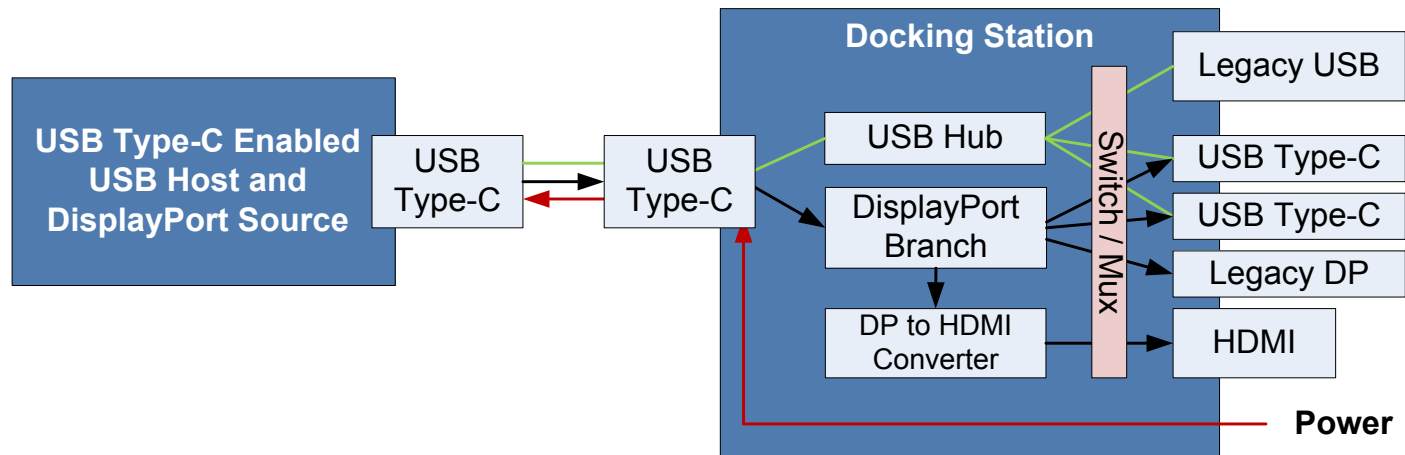 USB Type-C Enabled
USB Host and
DisplayPort Source
USB
Type-C
USB
Type-C
Docking Station
USB Hub
DisplayPort
Branch
DP to HDMI
Converter
Switch / Mux
Legacy USB
USB Type-C
USB Type-C
Legacy DP
HDMI
Power